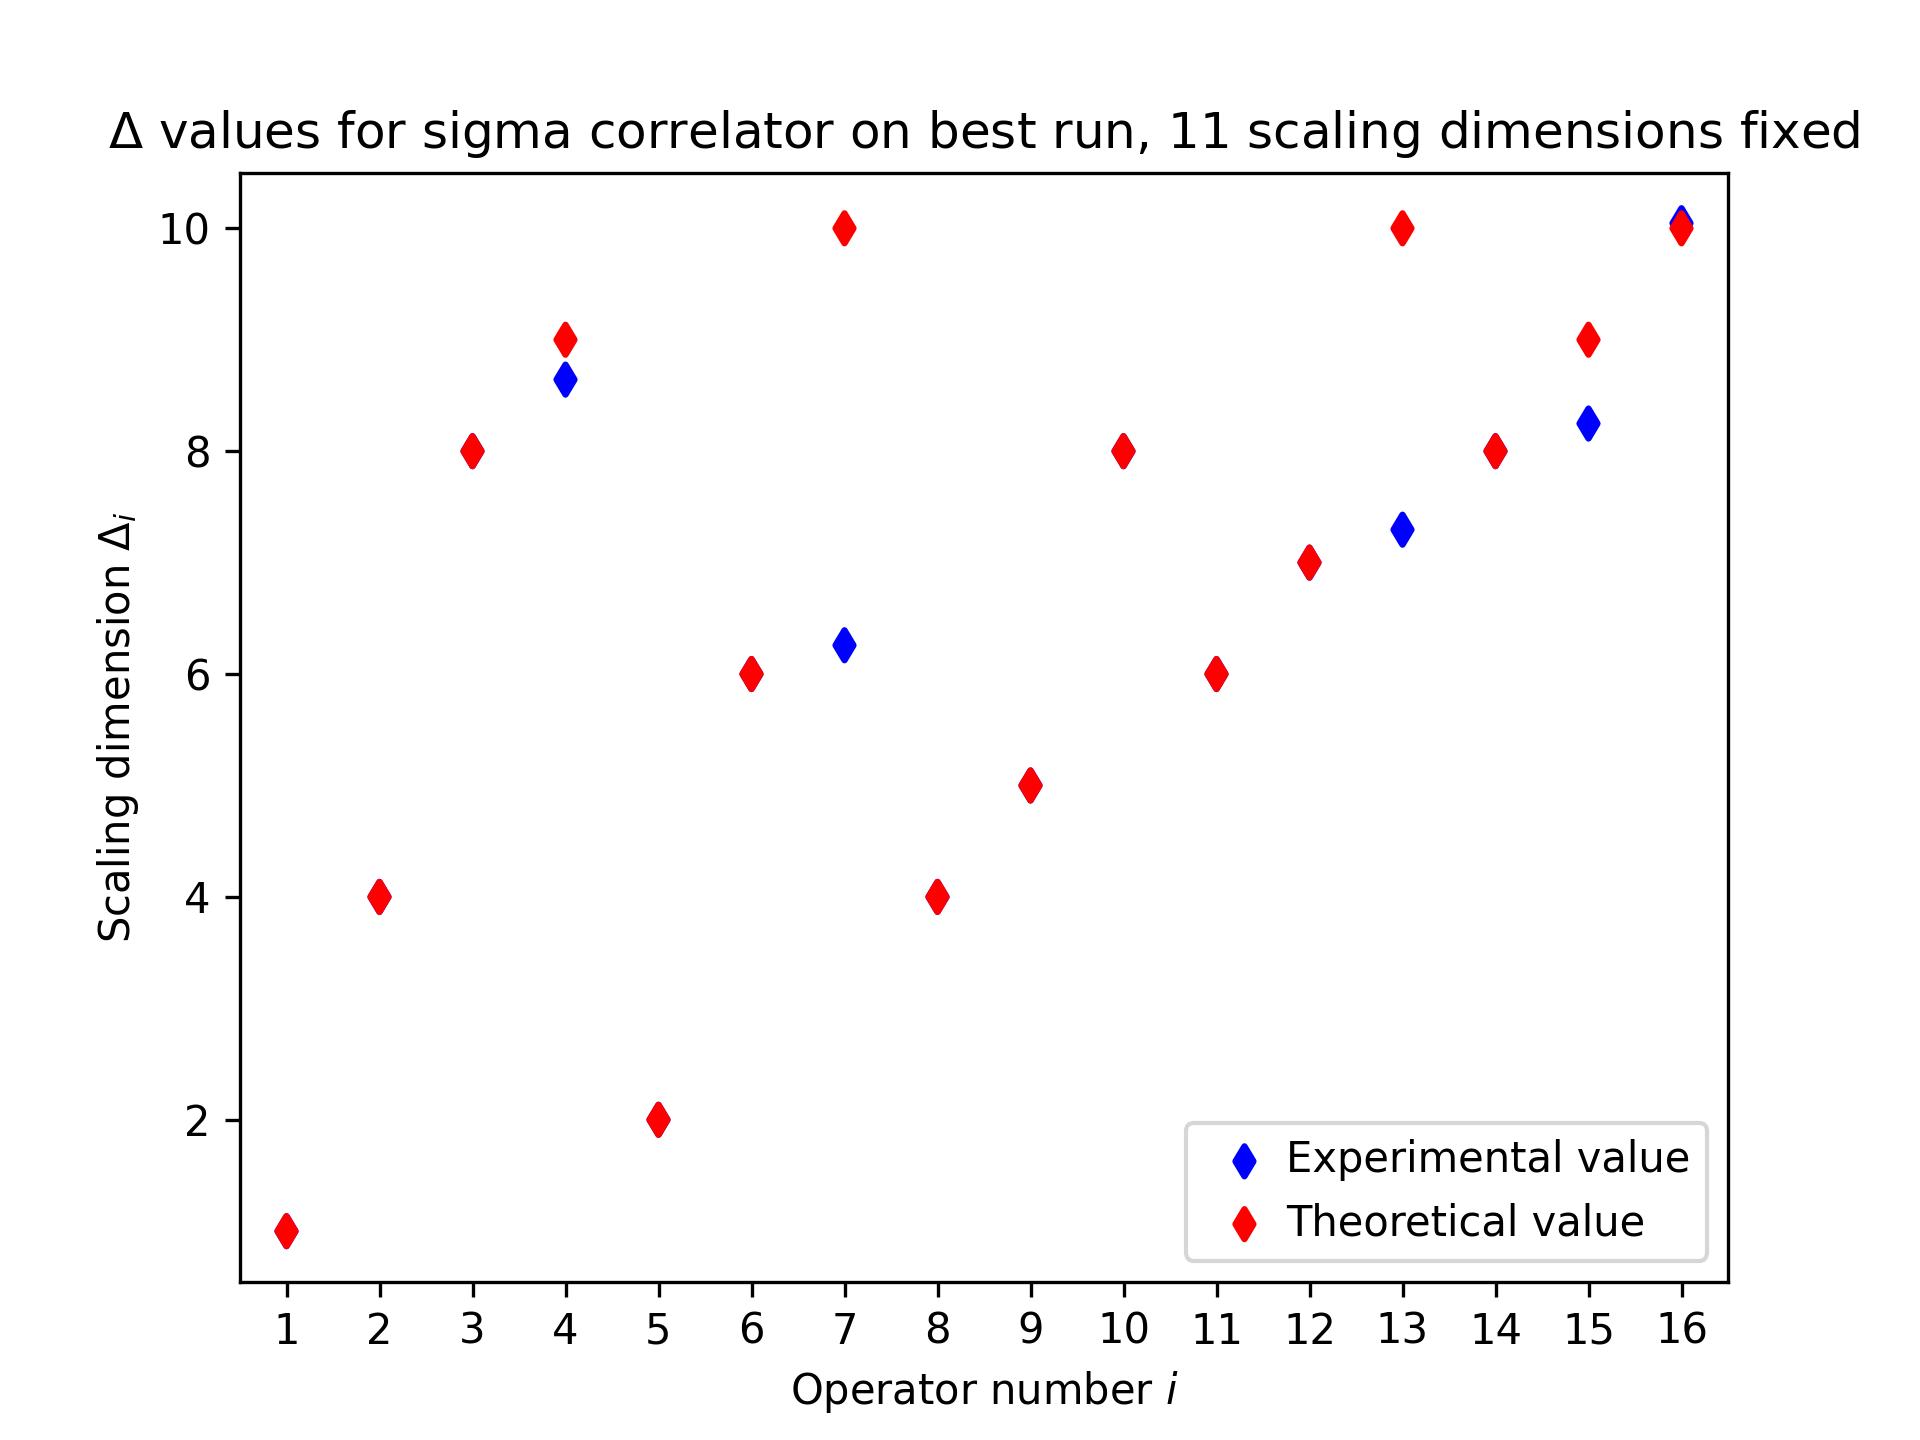 Δ values for sigma correlator on best run, 11 scaling dimensions fixed
Scaling dimension Δᵢ
10
8
6
4
2
Experimental value
Theoretical value
1 2 3 4 5 6 7 8 9 10 11 12 13 14 15 16
Operator number i